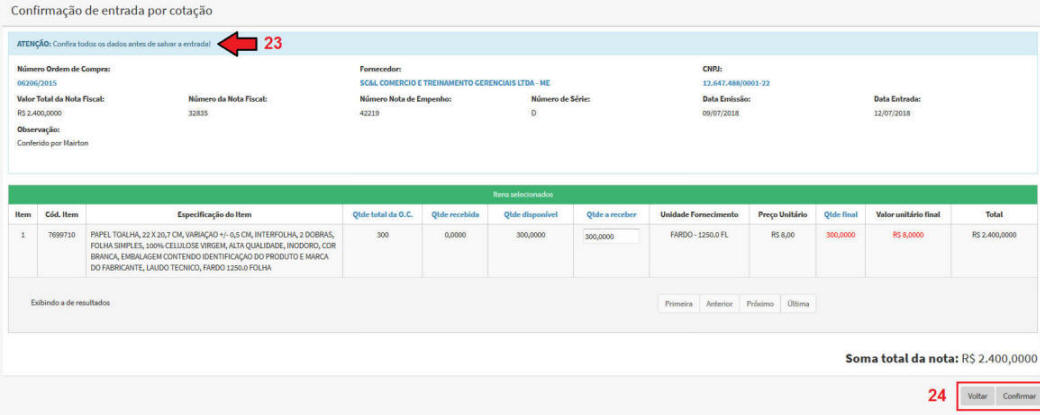 Confirmação de entrada por cotação
ATENÇÃO: Confira todos os dados antes de salvar a entrada!
23
Número Ordem de Compra: Fornecedor: CNPJ:
06206/2015 SC&L COMERCIO E TREINAMENTO GERENCIAIS LTDA - ME 12.647.488/0001-22
Valor Total da Nota Fiscal: Número da Nota Fiscal: Número Nota de Empenho: Número de Série: Data Emissão: Data Entrada:
R$ 2.400,0000 32835 42219 D 09/07/2018 12/07/2018
Observação:
Conferido por Mairton
Itens selecionados
Item Cód. Item Especificação do Item Qtde total da O.C. Qtde recebida Qtde disponível Qtde a receber Unidade Fornecimento Preço Unitário Qtde final Valor unitário final Total
1 7699710 PAPEL TOALHA, 22 X 20,7 CM, VARIAÇAO +/- 0,5 CM, INTERFOLHA, 2 DOBRAS, 300 0,0000 300,0000 300,0000 FARDO - 1250.0 FL R$ 8,00 300,0000 R$ 8,0000 R$ 2.400,0000
FOLHA SIMPLES, 100% CELULOSE VIRGEM, ALTA QUALIDADE, INODORO, COR
BRANCA, EMBALAGEM CONTENDO IDENTIFICAÇAO DO PRODUTO E MARCA
DO FABRICANTE, LAUDO TECNICO, FARDO 1250.0 FOLHA
Exibindo a de resultados Primeira Anterior Próximo Última
Soma total da nota: R$ 2.400,0000
24 Voltar Confirmar